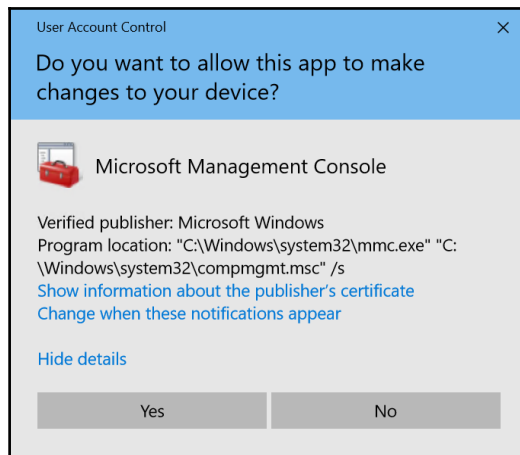 User Account Control
Do you want to allow this app to make
changes to your device?
Microsoft Management Console
Verified publisher: Microsoft Windows
Program location: "C:\Windows\system32\mmc.exe" "C:
\Windows\system32\compmgmt.msc" /s
Show information about the publisher's certificate
Change when these notifications appear
Hide details
Yes
No